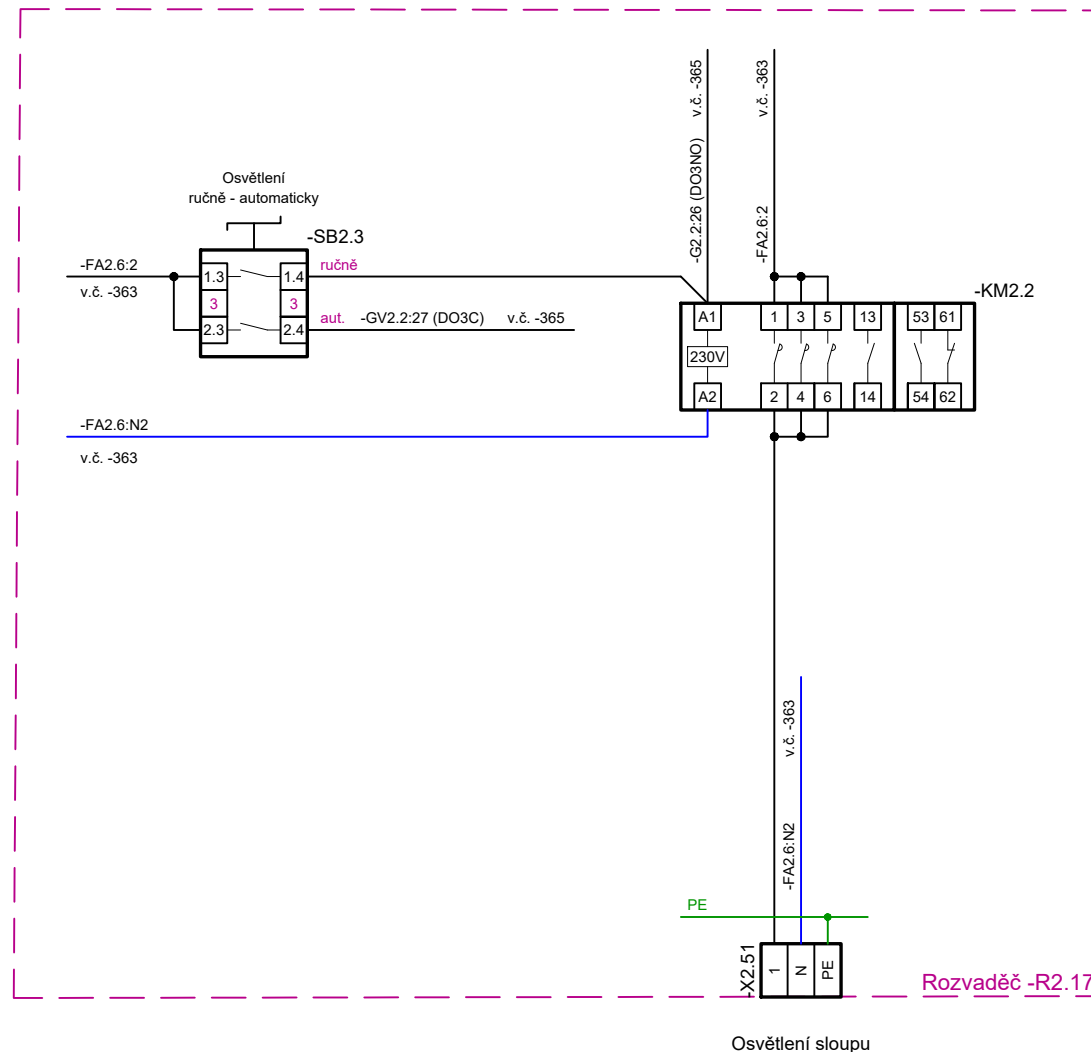 -G2.2:26 (DO3NO) v.č. -365
-FA2.6:2 v.č. -363
Osvětlení
ručně - automaticky
-SB2.3
-FA2.6:2
v.č. -363
1.3
1.4
ručně
3
3
2.3
2.4
aut.
-GV2.2:27 (DO3C)
v.č. -365
-KM2.2
A1
1
3
5
13
53
61
230V
A2
2
4
6
14
54
62
-FA2.6:N2
v.č. -363
-FA2.6:N2 v.č. -363
PE
-X2.51
1
N
PE
Rozvaděč -R2.17
Osvětlení sloupu